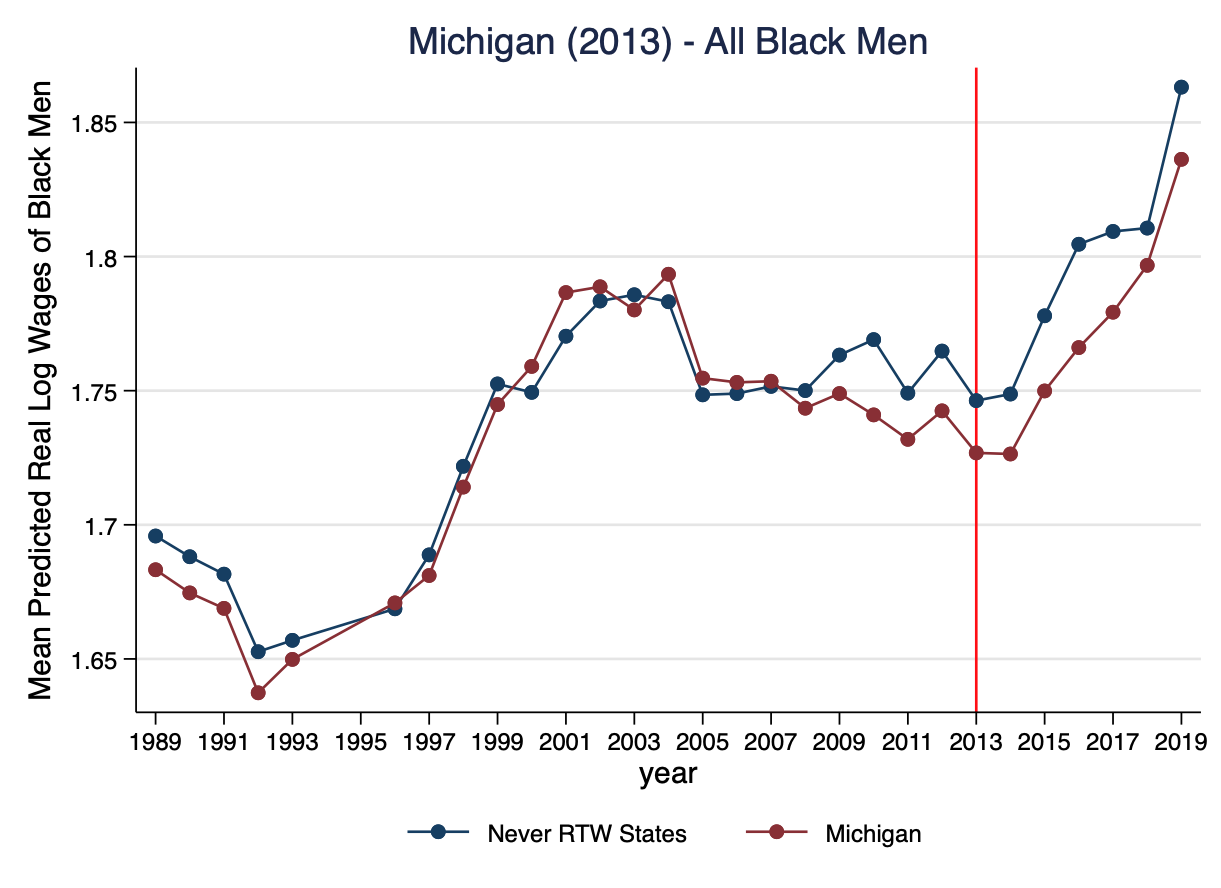 Michigan (2013) - All Black Men
Mean Predicted Real Log Wages of Black Men
1.85
1.8
1.75
1.7
1.65
1989 1991 1993 1995 1997 1999 2001 2003 2005 2007 2009 2011 2013 2015 2017 2019
year
Never RTW States Michigan